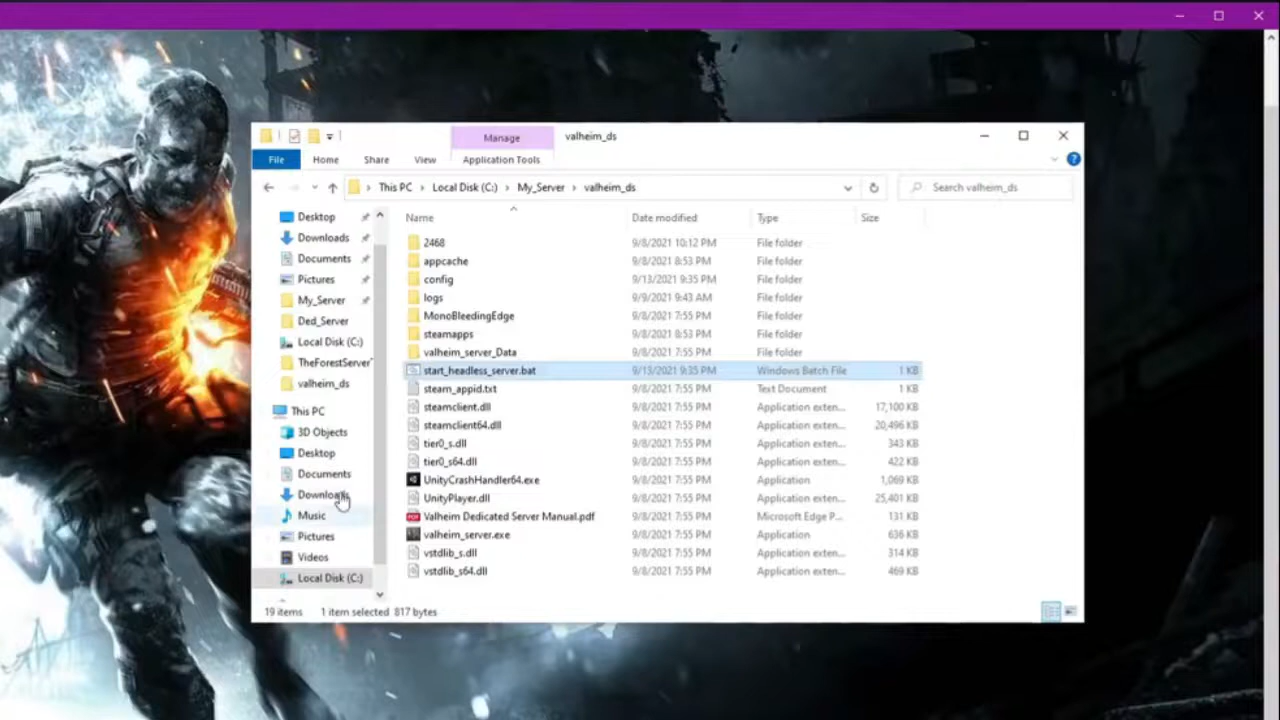 Manage valheim_ds
File Home Share View Application Tools
This PC Local Disk (C:) My_Server valheim_ds Search valheim_ds
Desktop
Downloads
Documents
Pictures
My_Server
Ded_Server
Local Disk (C:)
TheForestServer
valheim_ds
This PC
3D Objects
Desktop
Documents
Downloads
Music
Pictures
Videos
Local Disk (C:)
Name Date modified Type Size
2468 9/8/2021 10:12 PM File folder
appcache 9/8/2021 8:53 PM File folder
config 9/13/2021 9:35 PM File folder
logs 9/9/2021 9:43 AM File folder
MonoBleedingEdge 9/8/2021 7:55 PM File folder
steamapps 9/8/2021 8:53 PM File folder
valheim_server_Data 9/8/2021 7:55 PM File folder
start_headless_server.bat 9/13/2021 9:35 PM Windows Batch File 1 KB
steam_appid.txt 9/8/2021 7:55 PM Text Document 1 KB
steamclient.dll 9/8/2021 7:55 PM Application exten... 17,100 KB
steamclient64.dll 9/8/2021 7:55 PM Application exten... 20,496 KB
tier0_s.dll 9/8/2021 7:55 PM Application exten... 343 KB
tier0_s64.dll 9/8/2021 7:55 PM Application exten... 422 KB
UnityCrashHandler64.exe 9/8/2021 7:55 PM Application 1,069 KB
UnityPlayer.dll 9/8/2021 7:55 PM Application exten... 25,401 KB
Valheim Dedicated Server Manual.pdf 9/8/2021 7:55 PM Microsoft Edge P... 131 KB
valheim_server.exe 9/8/2021 7:55 PM Application 636 KB
vstdlib_s.dll 9/8/2021 7:55 PM Application exten... 314 KB
vstdlib_s64.dll 9/8/2021 7:55 PM Application exten... 469 KB
19 items 1 item selected 817 bytes